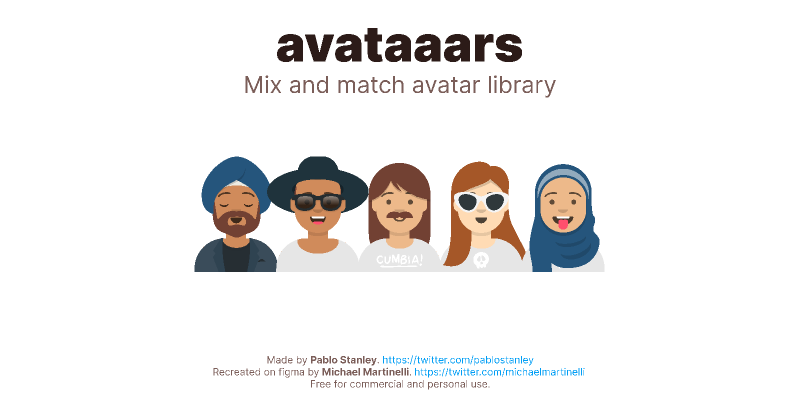 avataaars
Mix and match avatar library
CUMBIA!
Made by Pablo Stanley. https://twitter.com/pablostanley
Recreated on figma by Michael Martinelli. https://twitter.com/michaelmartinelli
Free for commercial and personal use.